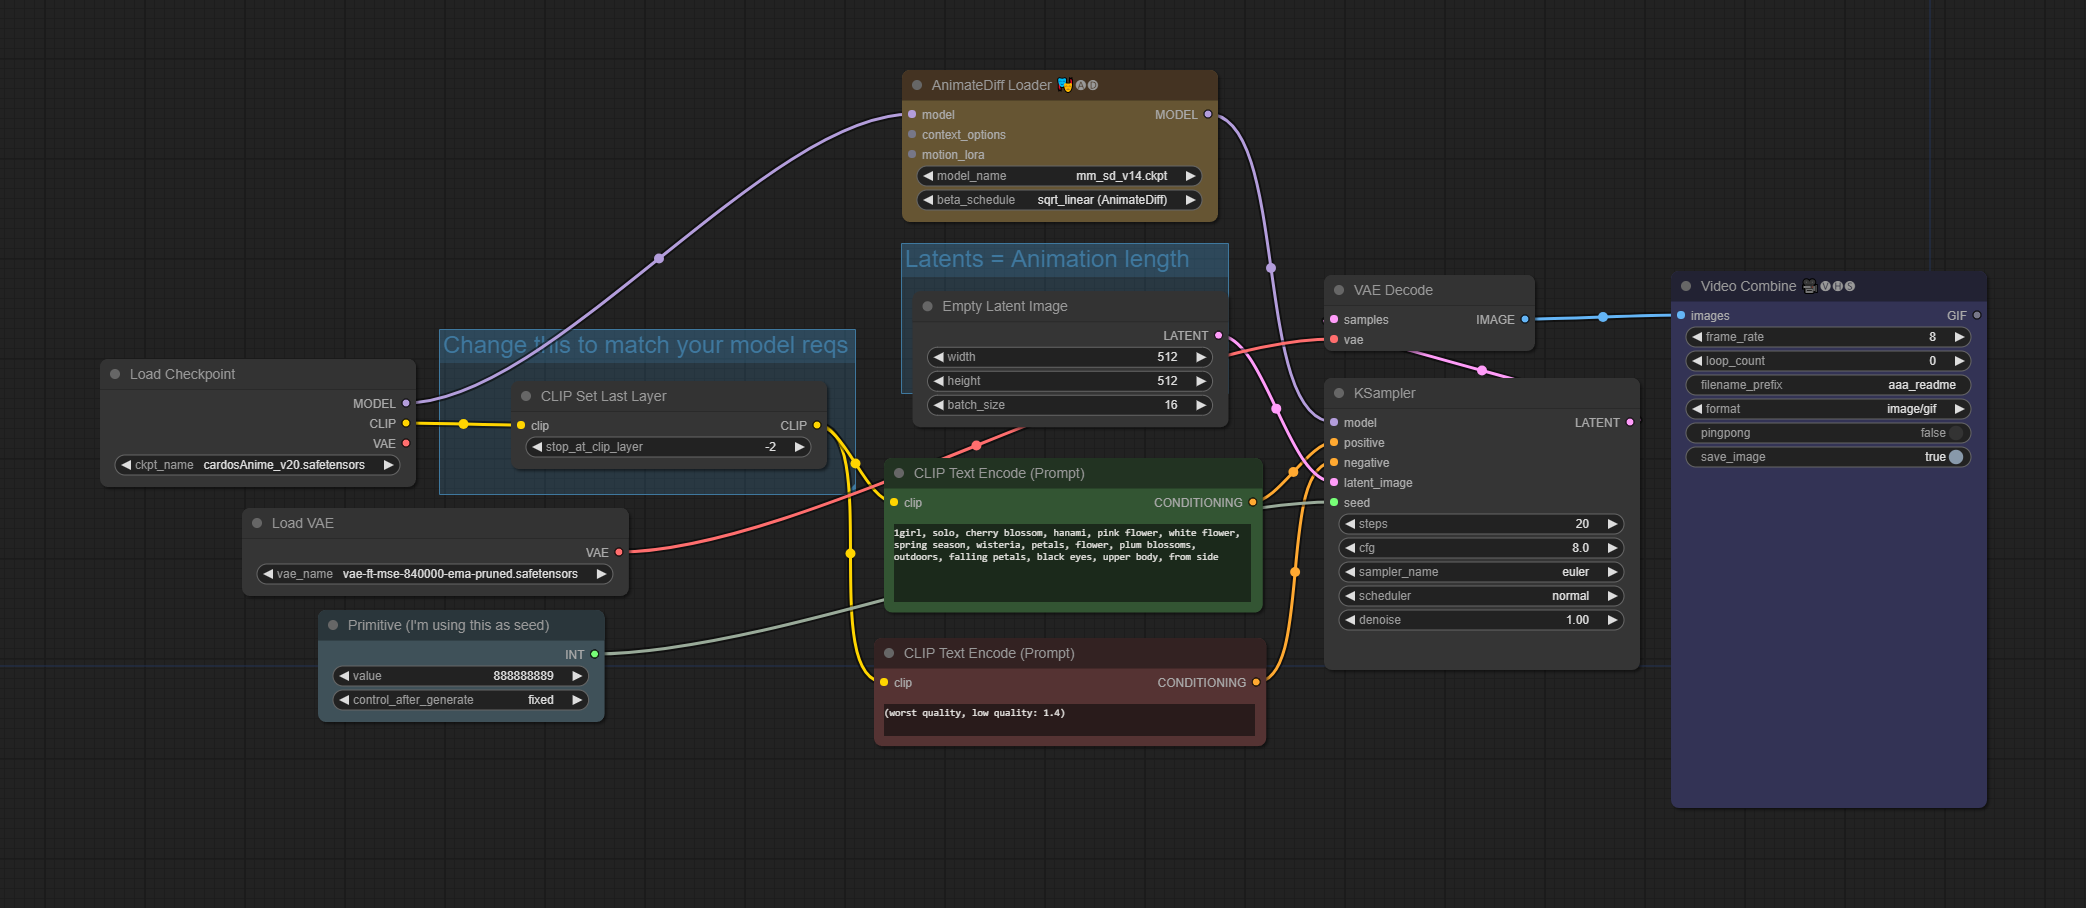 AnimateDiff Loader 🎭🅐🅓
model
MODEL
context_options
motion_lora
model_name mm_sd_v14.ckpt
beta_schedule sqrt_linear (AnimateDiff)
Latents = Animation length
Empty Latent Image
LATENT
width 512
height 512
batch_size 16
Change this to match your model reqs
CLIP Set Last Layer
clip
CLIP
stop_at_clip_layer -2
Load Checkpoint
MODEL
CLIP
VAE
ckpt_name cardosAnime_v20.safetensors
Load VAE
VAE
vae_name vae-ft-mse-840000-ema-pruned.safetensors
Primitive (I'm using this as seed)
INT
value 888888889
control_after_generate fixed
CLIP Text Encode (Prompt)
clip
CONDITIONING
1girl, solo, cherry blossom, hanami, pink flower, white flower,
spring season, wisteria, petals, flower, plum blossoms,
outdoors, falling petals, black eyes, upper body, from side
CLIP Text Encode (Prompt)
clip
CONDITIONING
(worst quality, low quality: 1.4)
VAE Decode
samples
IMAGE
vae
KSampler
model
LATENT
positive
negative
latent_image
seed
steps 20
cfg 8.0
sampler_name euler
scheduler normal
denoise 1.00
Video Combine 🎥🅥🅗🅢
images
GIF
frame_rate 8
loop_count 0
filename_prefix aaa_readme
format image/gif
pingpong false
save_image true